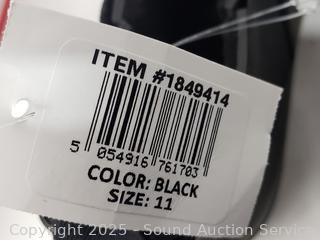 ITEM #1849414
5 054916 761703
COLOR: BLACK
SIZE: 11
Copyright © 2025 - Sound Auction Service